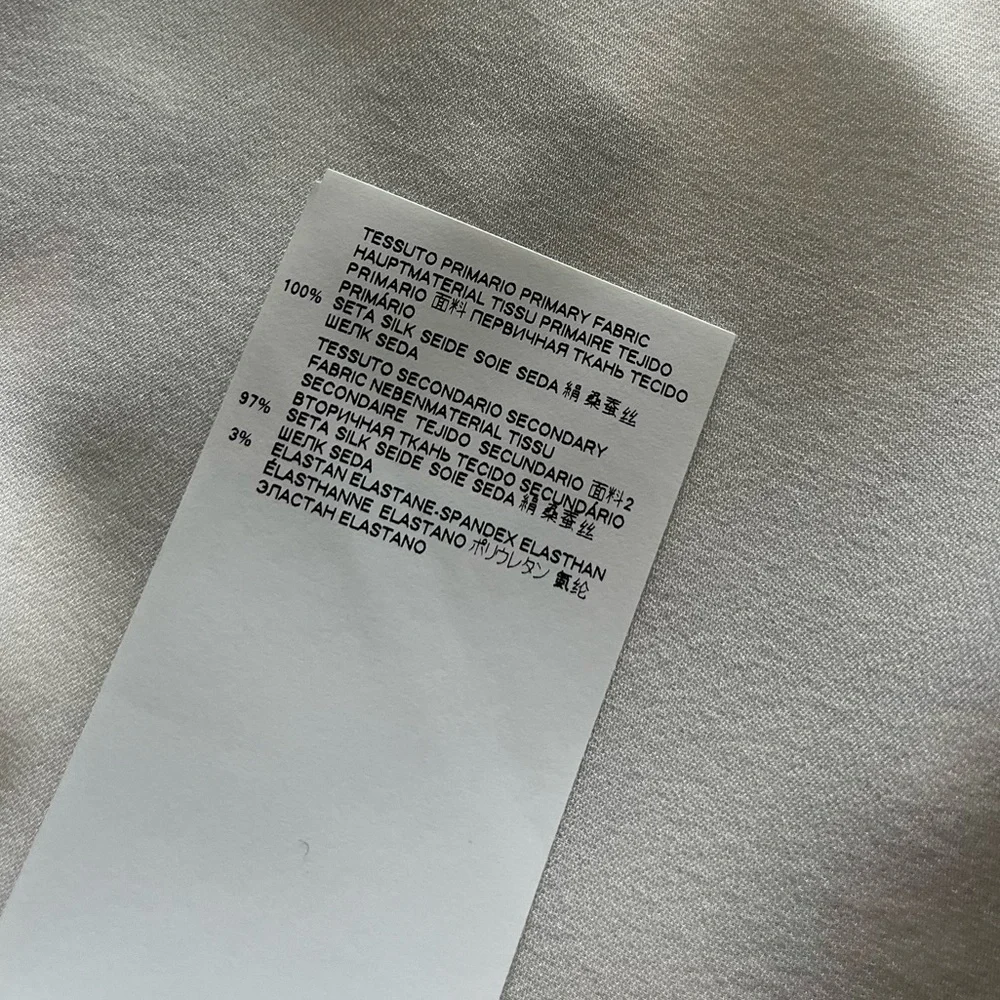 TESSUTO PRIMARIO PRIMARY FABRIC
HAUPTMATERIAL TISSU PRIMAIRE TEJIDO
PRIMARIO 面料 ПЕРВИЧНАЯ ТКАНЬ TECIDO
PRIMÁRIO
100% SETA SILK SEIDE SOIE SEDA 絹 桑蚕丝
ШЕЛК SEDA
TESSUTO SECONDARIO SECONDARY
FABRIC NEBENMATERIAL TISSU
SECONDAIRE TEJIDO SECUNDARIO 面料2
ВТОРИЧНАЯ ТКАНЬ TECIDO SECUNDÁRIO
97% SETA SILK SEIDE SOIE SEDA 絹 桑蚕丝
ШЕЛК SEDA
3% ELASTAN ELASTANE-SPANDEX ELASTHAN
ÉLASTHANNE ELASTANO ポリウレタン 氨纶
ЭЛАСТАН ELASTANO